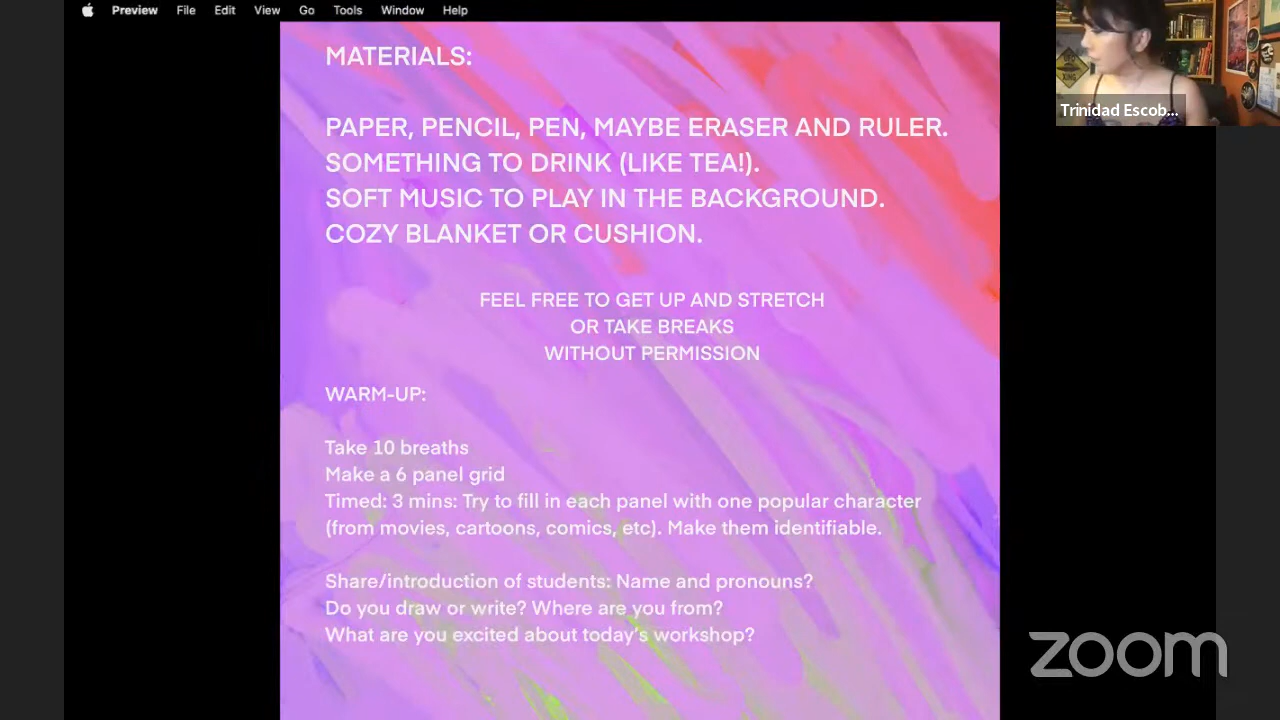 Preview File Edit View Go Tools Window Help
MATERIALS:
PAPER, PENCIL, PEN, MAYBE ERASER AND RULER.
SOMETHING TO DRINK (LIKE TEA!).
SOFT MUSIC TO PLAY IN THE BACKGROUND.
COZY BLANKET OR CUSHION.
FEEL FREE TO GET UP AND STRETCH
OR TAKE BREAKS
WITHOUT PERMISSION
WARM-UP:
Take 10 breaths
Make a 6 panel grid
Timed: 3 mins: Try to fill in each panel with one popular character
(from movies, cartoons, comics, etc). Make them identifiable.
Share/introduction of students: Name and pronouns?
Do you draw or write? Where are you from?
What are you excited about today's workshop?
Trinidad Escob...
XING
zoom